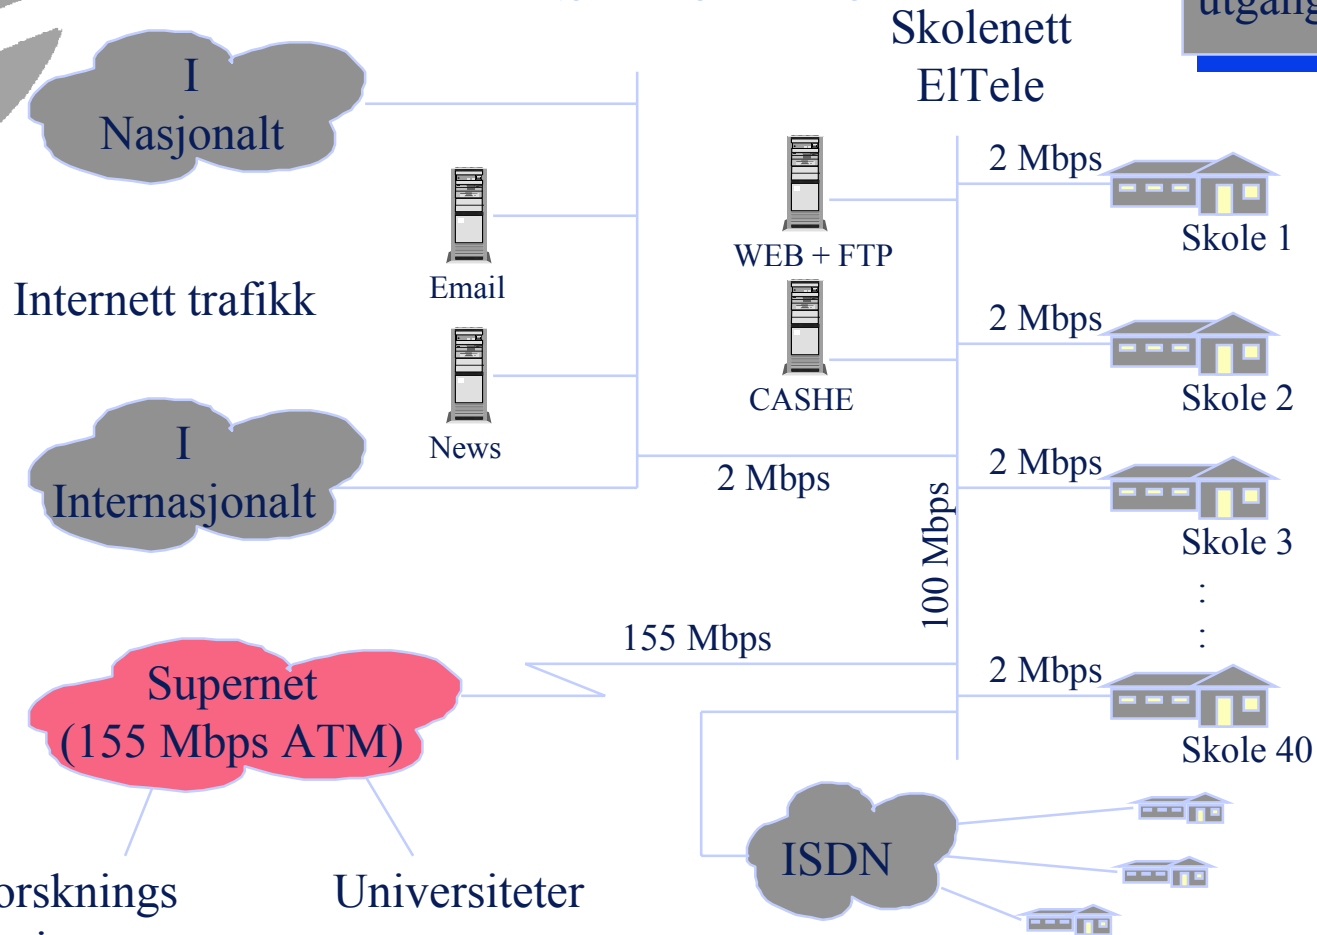 utgang
Skolenett
ElTele
I
Nasjonalt
2 Mbps
Skole 1
WEB + FTP
Email
Internett trafikk
2 Mbps
CASHE
Skole 2
News
I
Internasjonalt
2 Mbps
2 Mbps
Skole 3
100 Mbps
.
.
.
.
155 Mbps
2 Mbps
Supernet
(155 Mbps ATM)
Skole 40
ISDN
orsknings
Universiteter